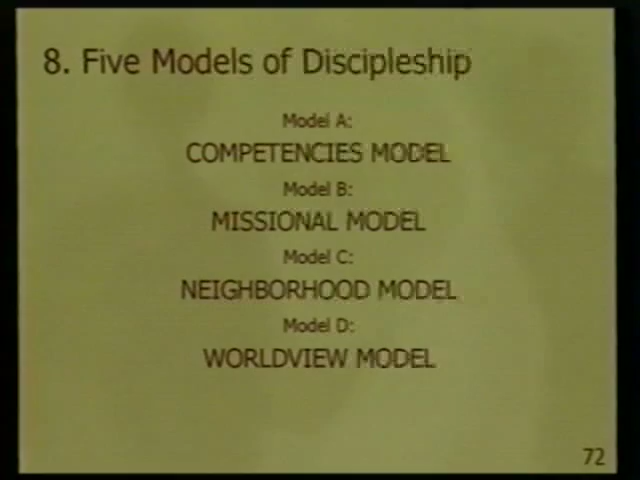 8. Five Models of Discipleship
Model A:
COMPETENCIES MODEL
Model B:
MISSIONAL MODEL
Model C:
NEIGHBORHOOD MODEL
Model D:
WORLDVIEW MODEL
72